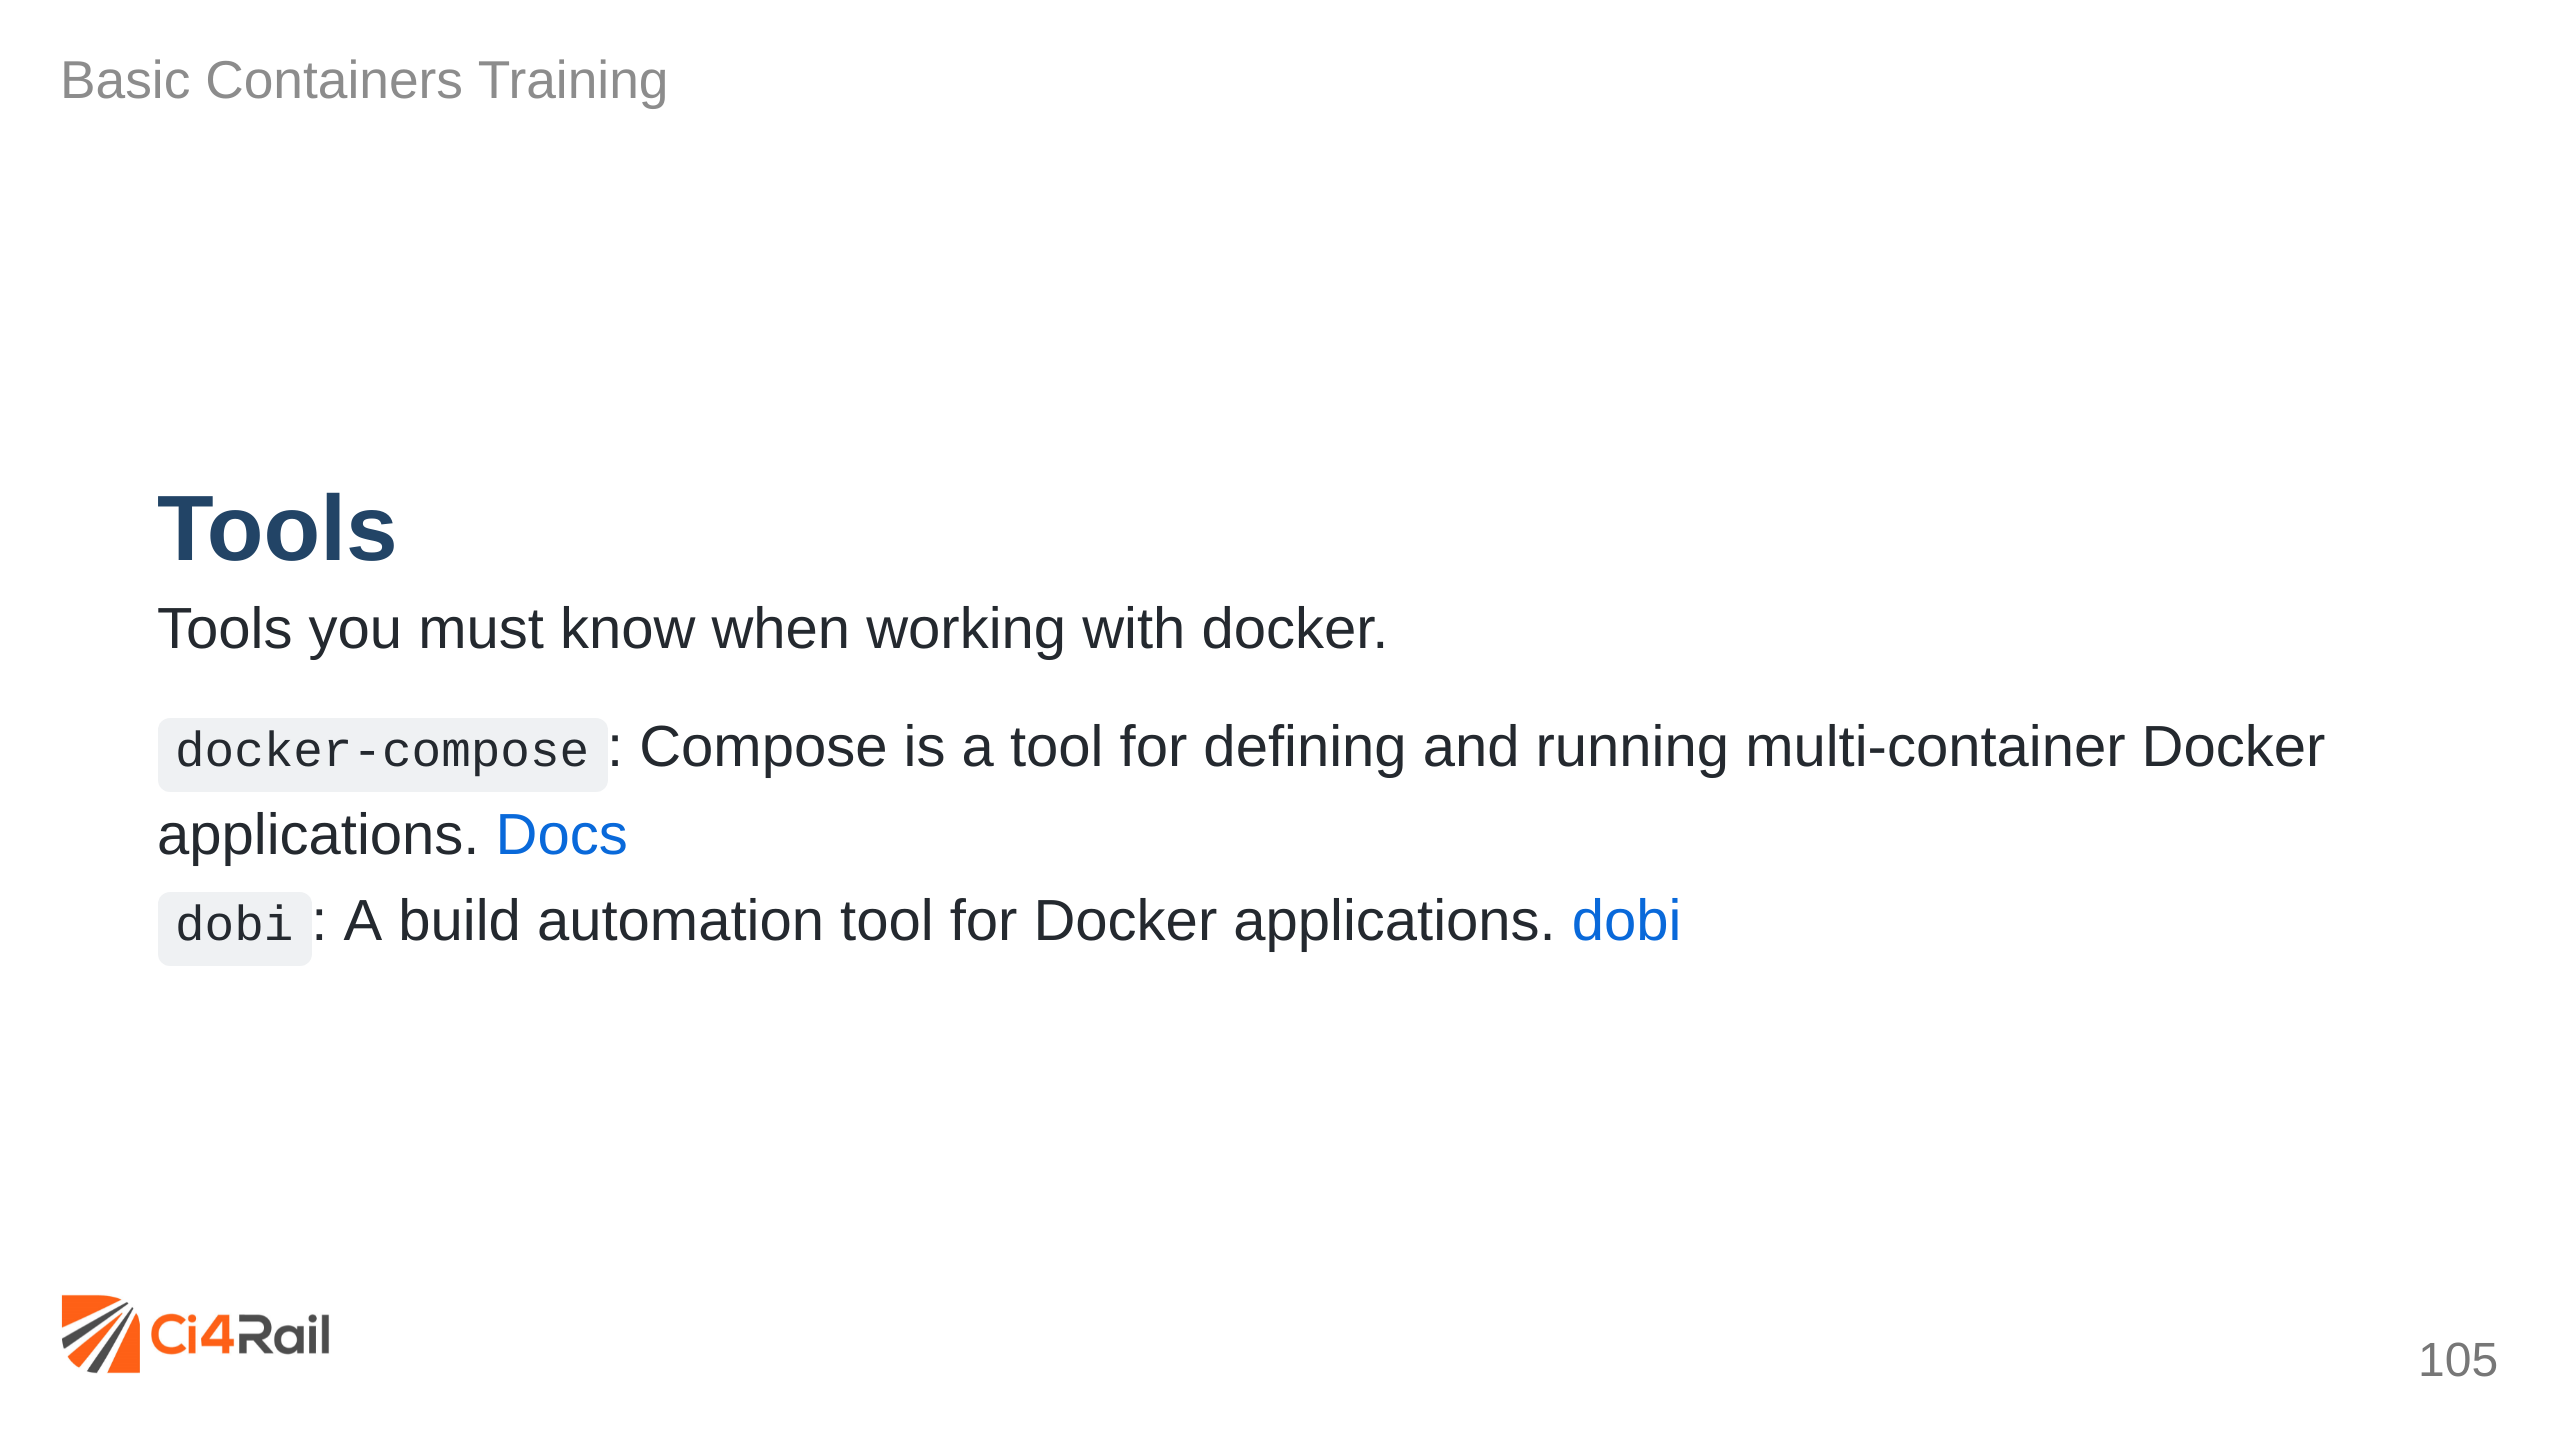 Basic Containers Training
Tools
Tools you must know when working with docker.
docker-compose: Compose is a tool for defining and running multi-container Docker
applications. Docs
dobi: A build automation tool for Docker applications. dobi
Ci4Rail
105